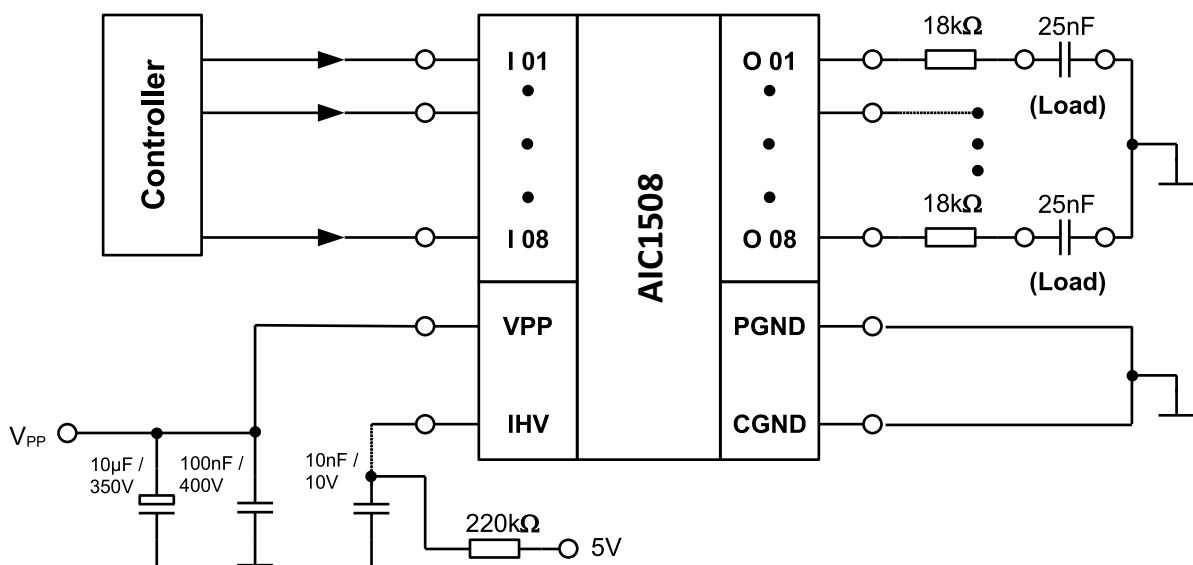 Controller
I 01
I 08
VPP
IHV
AIC1508
O 01
O 08
PGND
CGND
18kΩ
25nF
(Load)
18kΩ
25nF
(Load)
VPP
10µF /
350V
100nF /
400V
10nF /
10V
220kΩ
5V